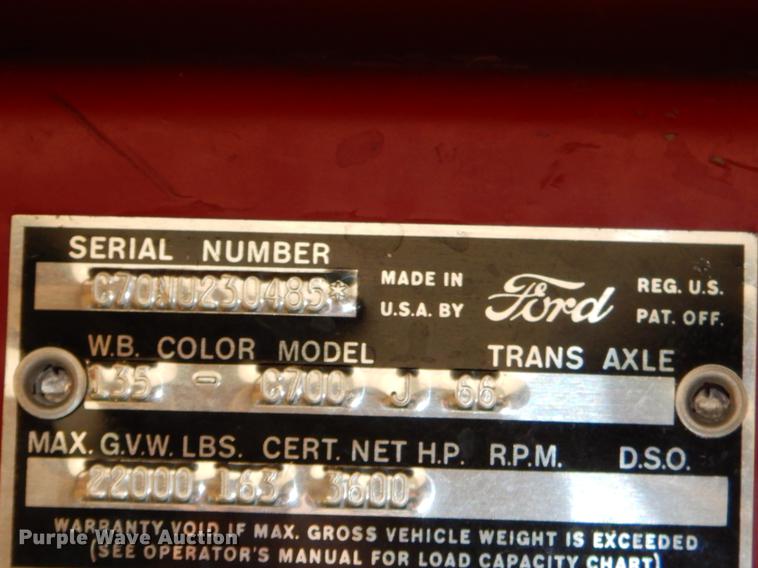 SERIAL NUMBER
C70NU230485*
MADE IN
U.S.A. BY
Ford
REG. U.S.
PAT. OFF.
W.B. COLOR MODEL TRANS AXLE
135 - C700 J 66
MAX. G.V.W. LBS. CERT. NET H.P. R.P.M. D.S.O.
22000 163 3600
WARRANTY VOID IF MAX. GROSS VEHICLE WEIGHT IS EXCEEDED
(SEE OPERATOR'S MANUAL FOR LOAD CAPACITY CHART)
Purple Wave Auction